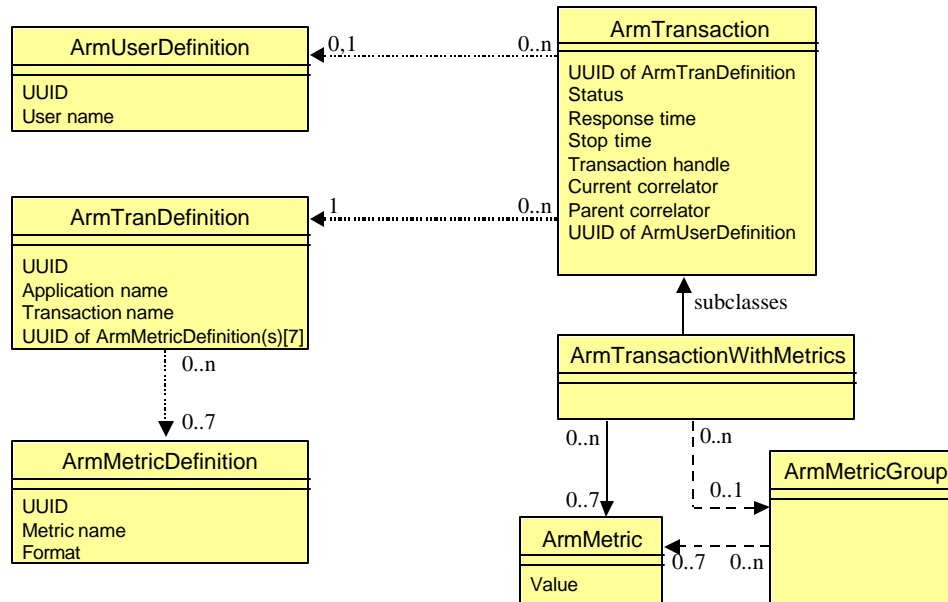 ArmUserDefinition
UUID
User name
0,1
0..n
ArmTransaction
UUID of ArmTranDefinition
Status
Response time
Stop time
Transaction handle
Current correlator
Parent correlator
UUID of ArmUserDefinition
ArmTranDefinition
UUID
Application name
Transaction name
UUID of ArmMetricDefinition(s)[7]
1
0..n
subclasses
ArmTransactionWithMetrics
0..n
0..7
ArmMetricDefinition
UUID
Metric name
Format
0..n
0..7
0..n
0..1
ArmMetricGroup
ArmMetric
Value
0..7
0..n